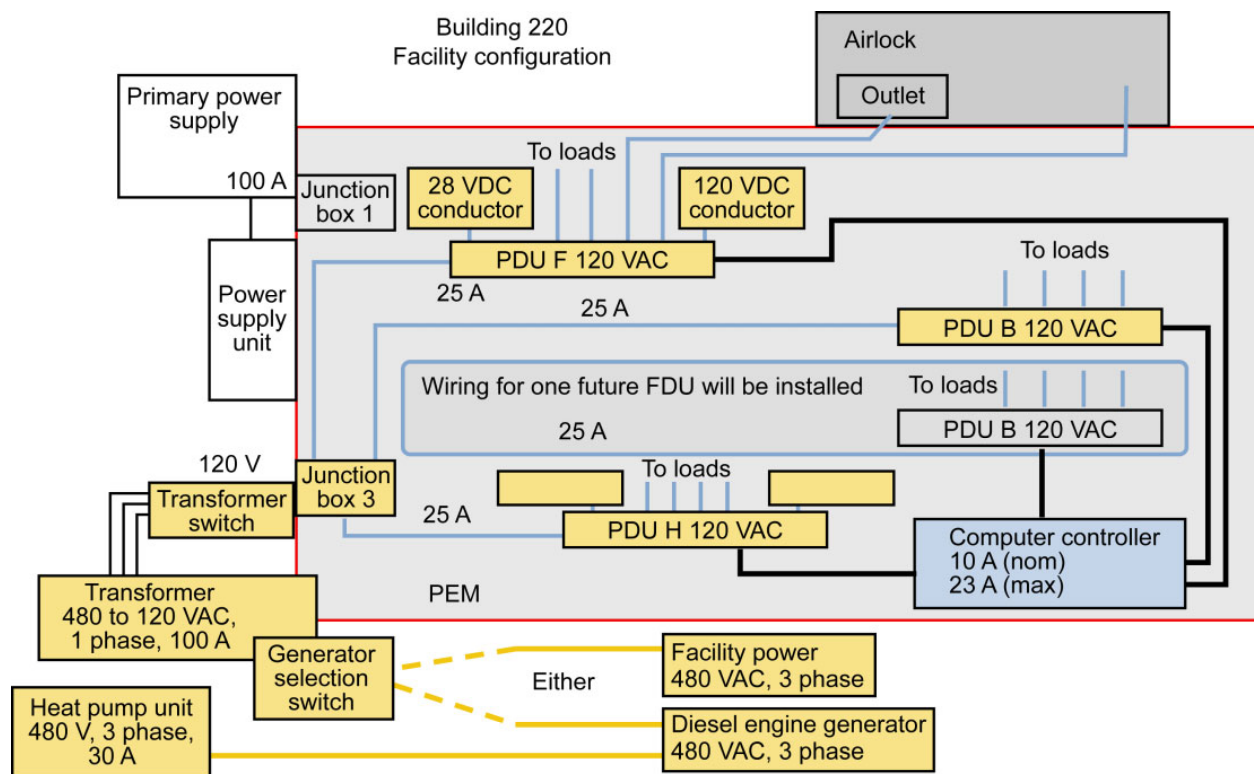 Building 220
Facility configuration
Airlock
Outlet
Primary power
supply
100 A
Junction
box 1
To loads
28 VDC
conductor
120 VDC
conductor
PDU F 120 VAC
25 A
25 A
To loads
PDU B 120 VAC
Power
supply
unit
Wiring for one future FDU will be installed
To loads
25 A
PDU B 120 VAC
120 V
Transformer
switch
Junction
box 3
25 A
To loads
PDU H 120 VAC
Computer controller
10 A (nom)
23 A (max)
PEM
Transformer
480 to 120 VAC,
1 phase, 100 A
Generator
selection
switch
Either
Facility power
480 VAC, 3 phase
Heat pump unit
480 V, 3 phase,
30 A
Diesel engine generator
480 VAC, 3 phase